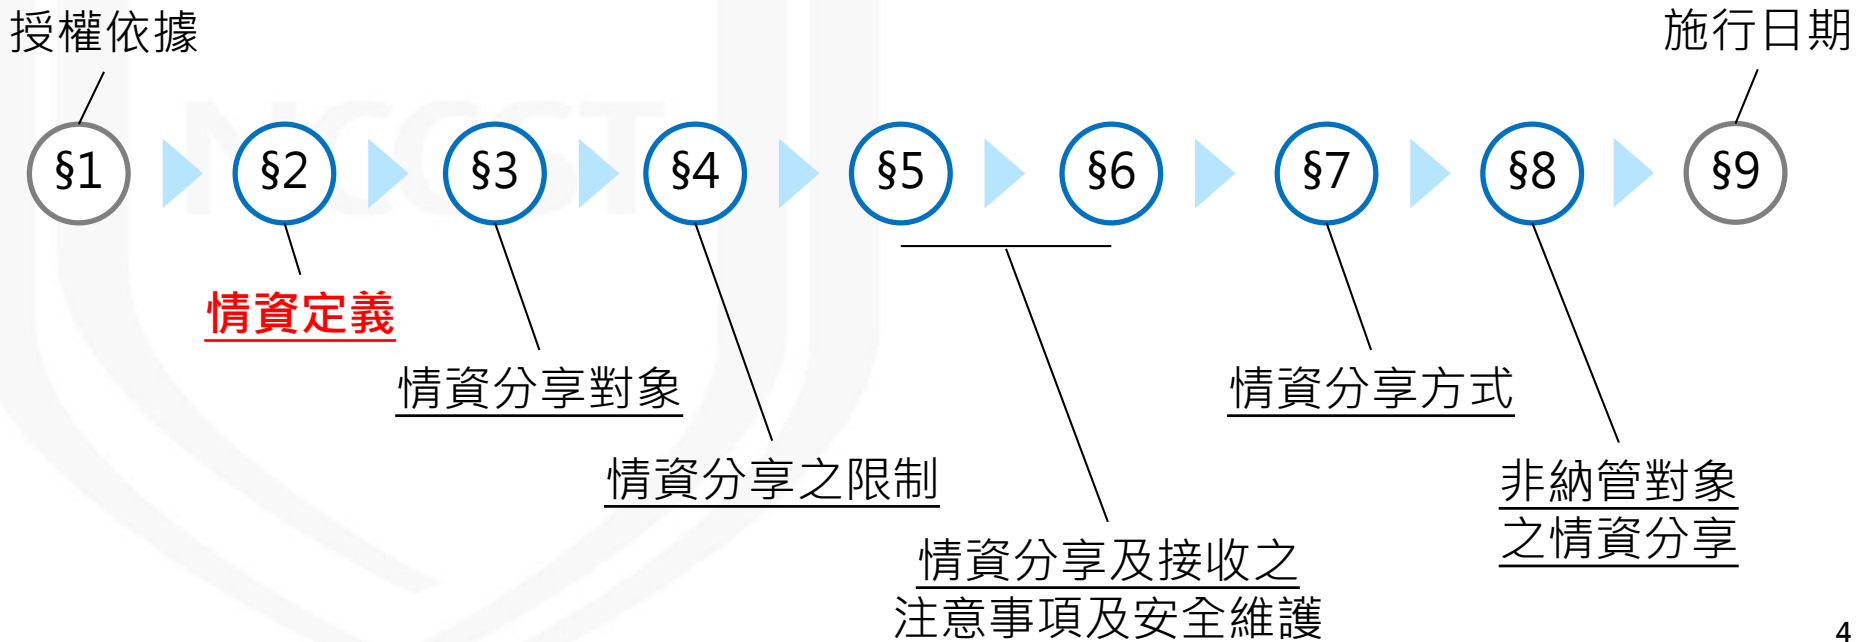 授權依據
施行日期
NCCST
§1
§2
§3
§4
§5
§6
§7
§8
§9
情資定義
情資分享對象
情資分享方式
情資分享之限制
非納管對象
之情資分享
情資分享及接收之
注意事項及安全維護
4